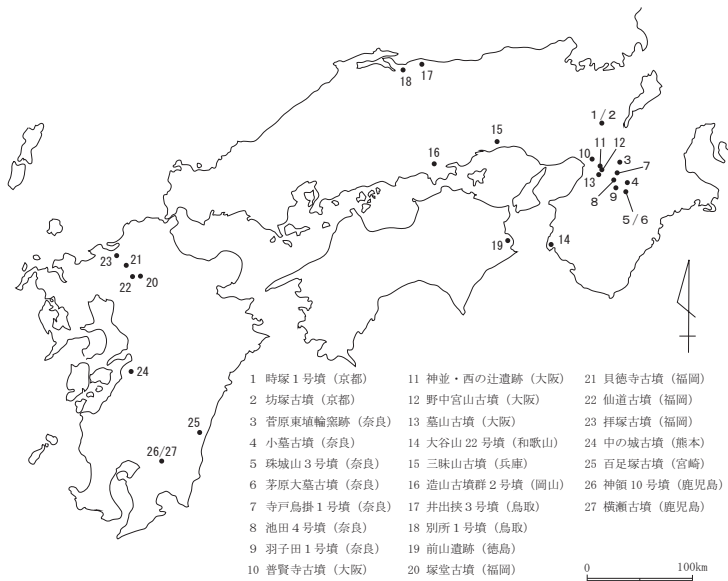 17
18
1/2
15
11
12
10
3
7
16
13
4
8
9
5/6
23
21
19
14
22
20
24
25
26/27
1 時塚1号墳(京都)
2 坊塚古墳(京都)
3 菅原東埴輪窯跡(奈良)
4 小墓古墳(奈良)
5 珠城山3号墳(奈良)
6 茅原大墓古墳(奈良)
7 寺戸鳥掛1号墳(奈良)
8 池田4号墳(奈良)
9 羽子田1号墳(奈良)
10 普賢寺古墳(大阪)
11 神並・西の辻遺跡(大阪)
12 野中宮山古墳(大阪)
13 墓山古墳(大阪)
14 大谷山22号墳(和歌山)
15 三昧山古墳(兵庫)
16 造山古墳群2号墳(岡山)
17 井出挟3号墳(鳥取)
18 別所1号墳(鳥取)
19 前山遺跡(徳島)
20 塚堂古墳(福岡)
21 貝徳寺古墳(福岡)
22 仙道古墳(福岡)
23 拝塚古墳(福岡)
24 中の城古墳(熊本)
25 百足塚古墳(宮崎)
26 神領10号墳(鹿児島)
27 横瀬古墳(鹿児島)
0 100km